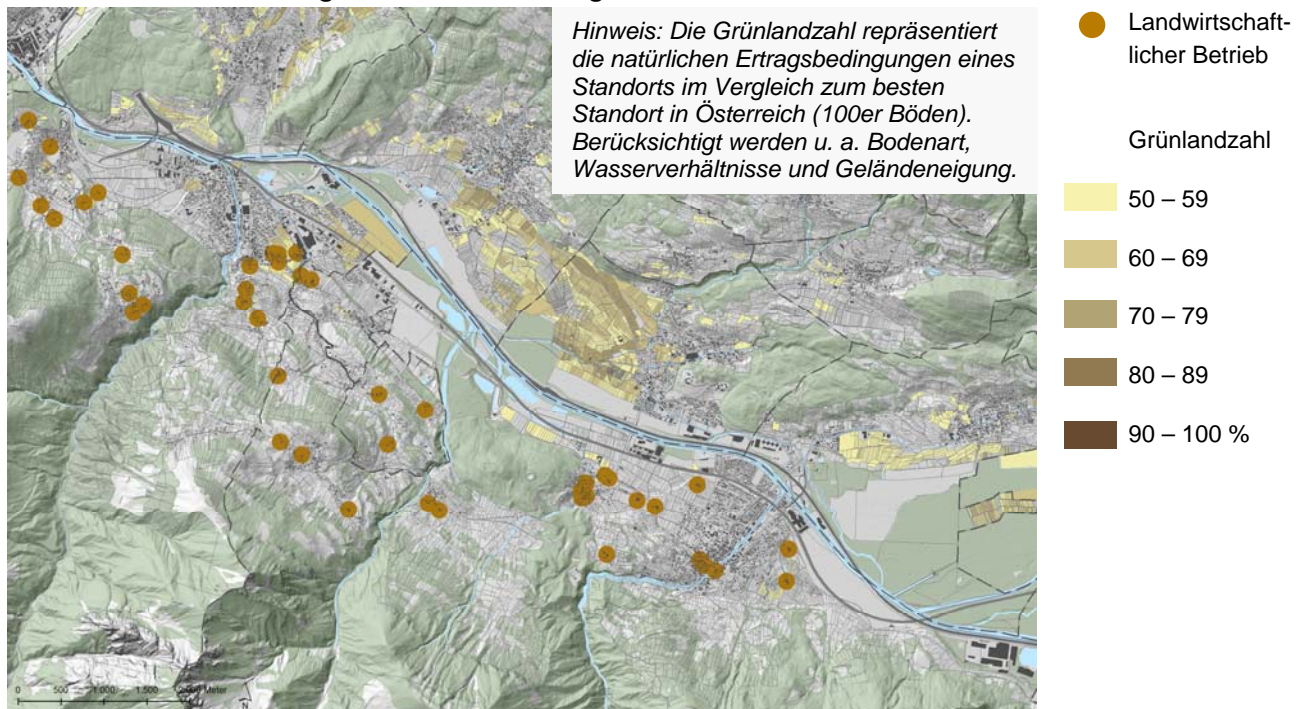 Hinweis: Die Grünlandzahl repräsentiert
die natürlichen Ertragsbedingungen eines
Standorts im Vergleich zum besten
Standort in Österreich (100er Böden).
Berücksichtigt werden u. a. Bodenart,
Wasserverhältnisse und Geländeneigung.
Landwirtschaft-
licher Betrieb
Grünlandzahl
50 – 59
60 – 69
70 – 79
80 – 89
90 – 100 %
0 500 1.000 1.500 2.000 Meter
N